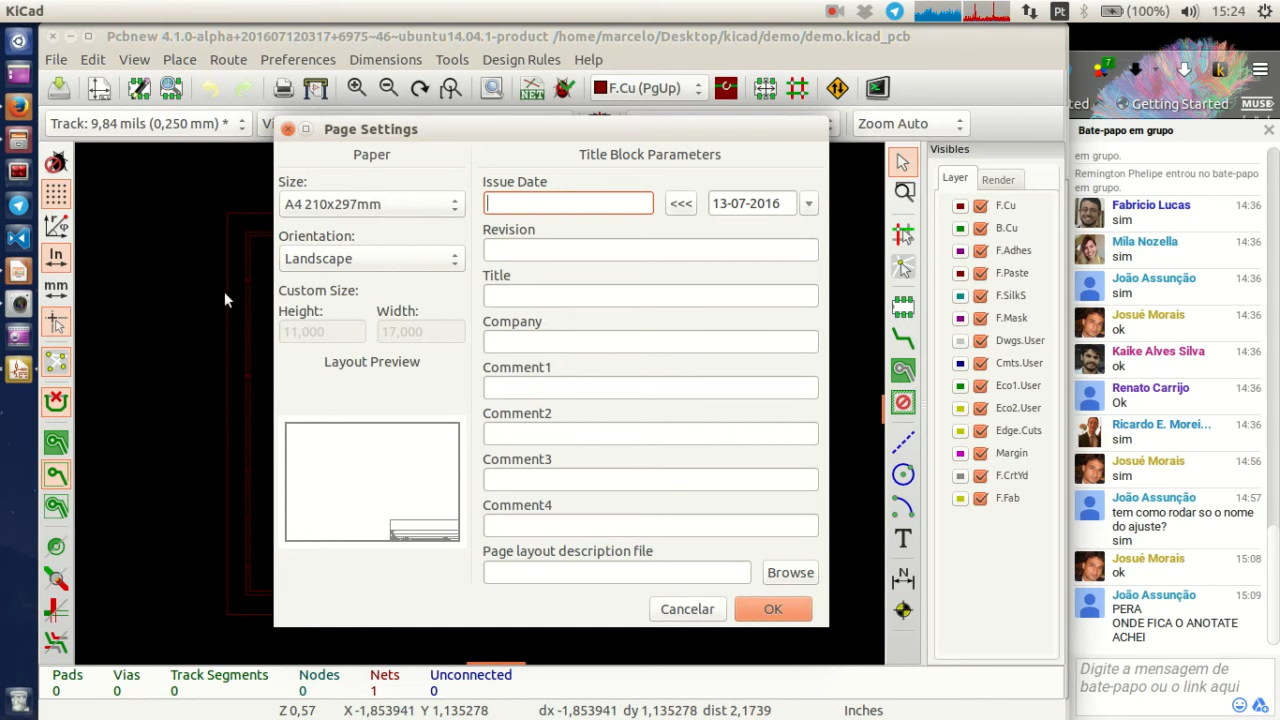 KiCad
Pt
(100%)
15:24
Pcbnew 4.1.0-alpha+201607120317+6975~46~ubuntu14.04.1-product /home/marcelo/Desktop/kicad/demo/demo.kicad_pcb
File Edit View Place Route Preferences Dimensions Tools Design Rules Help
NET
F.Cu (PgUp)
Track: 9,84 mils (0,250 mm) *
Zoom Auto
In
mm
Page Settings
Paper
Size:
A4 210x297mm
Orientation:
Landscape
Custom Size:
Height: Width:
11,000 17,000
Layout Preview
Title Block Parameters
Issue Date
<<< 13-07-2016
Revision
Title
Company
Comment1
Comment2
Comment3
Comment4
Page layout description file
Browse
Cancelar OK
T
N
Visibles
Layer Render
F.Cu
B.Cu
F.Adhes
F.Paste
F.SilkS
F.Mask
Dwgs.User
Cmts.User
Eco1.User
Eco2.User
Edge.Cuts
Margin
F.CrtYd
F.Fab
Pads Vias Track Segments Nodes Nets Unconnected
0 0 0 0 1 0
Z 0,57 X -1,853941 Y 1,135278 dx -1,853941 dy 1,135278 dist 2,1739 Inches
7
k
ted Getting Started MUSE
Bate-papo em grupo
em grupo.
Remington Phelipe entrou no bate-papo
em grupo.
Fabricio Lucas 14:36
sim
Mila Nozella 14:36
sim
João Assunção 14:36
sim
Josué Morais 14:36
ok
Kaike Alves Silva 14:36
ok
Renato Carrijo 14:36
Ok
Ricardo E. Morei... 14:36
sim
Josué Morais 14:56
sim
João Assunção 14:57
tem como rodar so o nome
do ajuste?
sim
Josué Morais 15:08
ok
João Assunção 15:09
PERA
ONDE FICA O ANOTATE
ACHEI
Digite a mensagem de
bate-papo ou o link aqui